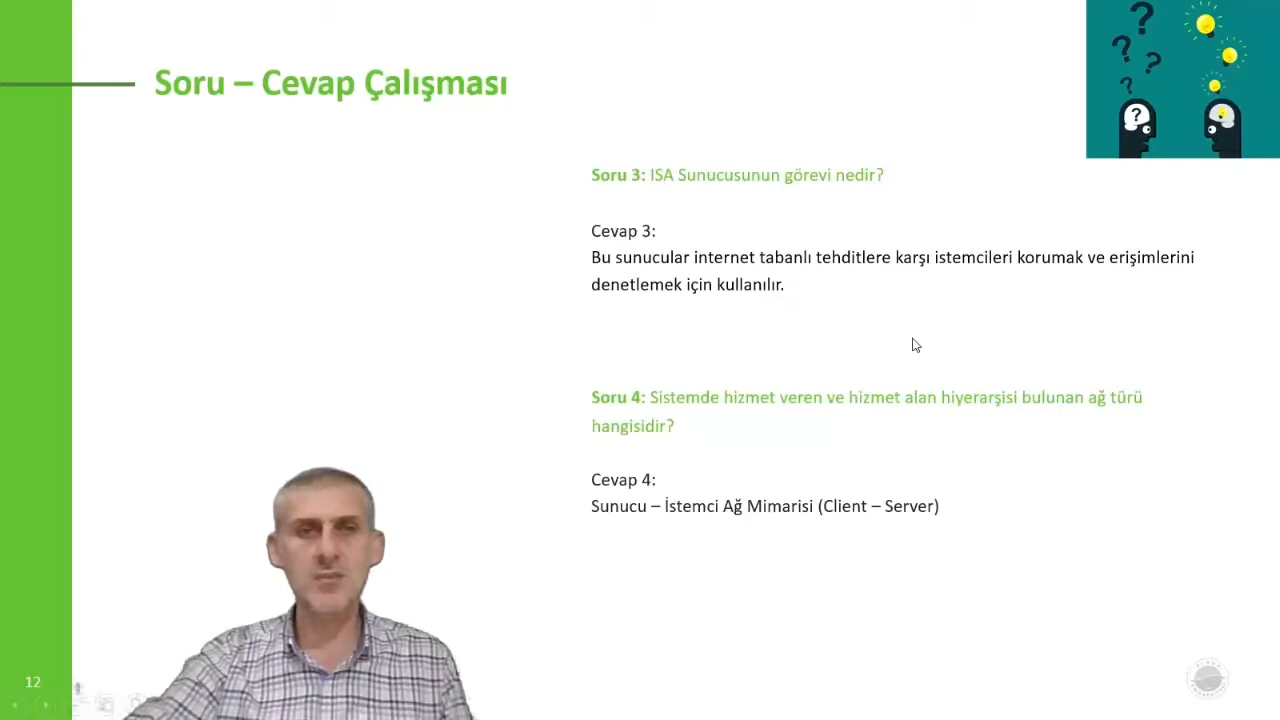 Soru – Cevap Çalışması
Soru 3: ISA Sunucusunun görevi nedir?
Cevap 3:
Bu sunucular internet tabanlı tehditlere karşı istemcileri korumak ve erişimlerini
denetlemek için kullanılır.
Soru 4: Sistemde hizmet veren ve hizmet alan hiyerarşisi bulunan ağ türü
hangisidir?
Cevap 4:
Sunucu – İstemci Ağ Mimarisi (Client – Server)
12